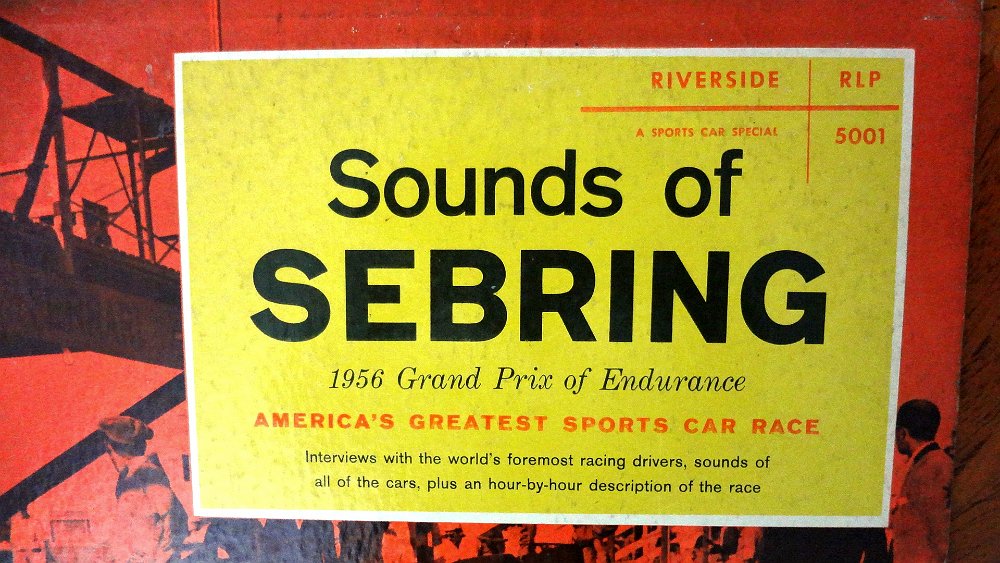 RIVERSIDE RLP
A SPORTS CAR SPECIAL 5001
Sounds of
SEBRING
1956 Grand Prix of Endurance
AMERICA'S GREATEST SPORTS CAR RACE
Interviews with the world's foremost racing drivers, sounds of
all of the cars, plus an hour-by-hour description of the race